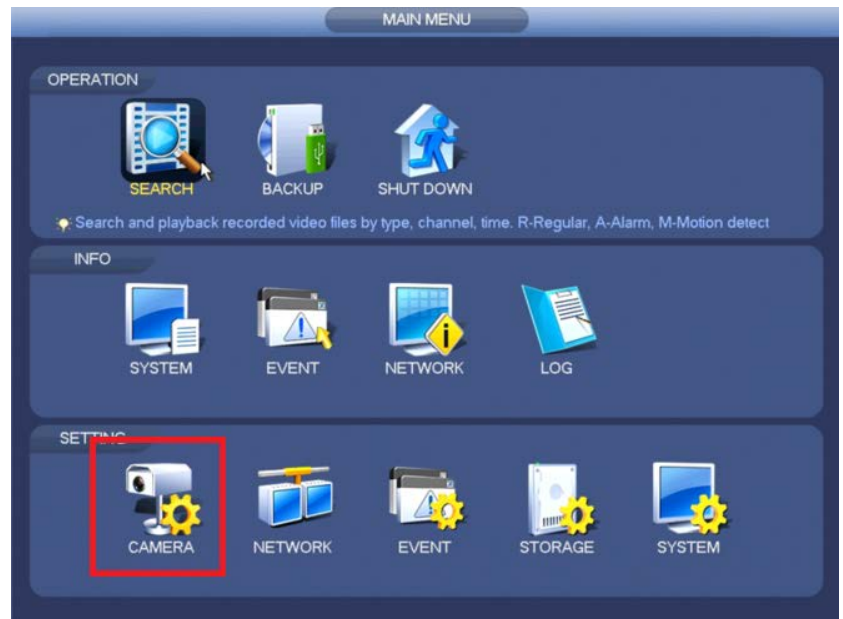 MAIN MENU
OPERATION
SEARCH BACKUP SHUT DOWN
Search and playback recorded video files by type, channel, time. R-Regular, A-Alarm, M-Motion detect
INFO
SYSTEM EVENT NETWORK LOG
SETTING
CAMERA NETWORK EVENT STORAGE SYSTEM